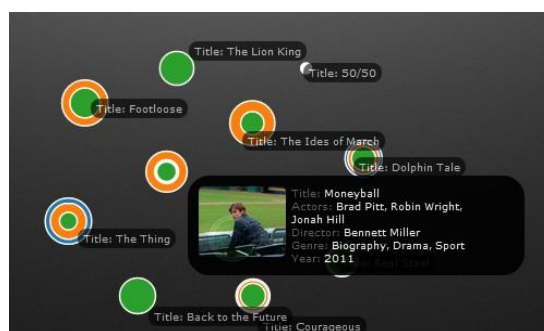 Title: The Lion King
Title: 50/50
Title: Footloose
Title: The Ides of March
Title: Dolphin Tale
Title: Moneyball
Actors: Brad Pitt, Robin Wright,
Jonah Hill
Director: Bennett Miller
Genre: Biography, Drama, Sport
Year: 2011
Title: The Thing
Real Steel
Title: Back to the Future
Title: Courageous